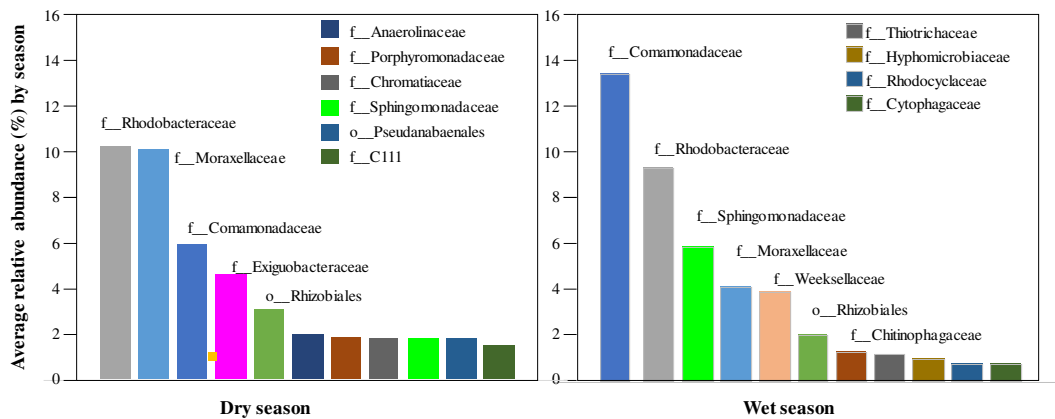 Average relative abundance (%) by season
16
14
12
10
8
6
4
2
0
f__Rhodobacteraceae
f__Moraxellaceae
f__Comamonadaceae
f__Exiguobacteraceae
o__Rhizobiales
f__Anaerolinaceae
f__Porphyromonadaceae
f__Chromatiaceae
f__Sphingomonadaceae
o__Pseudanabaenales
f__C111
Dry season
16
14
12
10
8
6
4
2
0
f__Comamonadaceae
f__Rhodobacteraceae
f__Sphingomonadaceae
f__Moraxellaceae
f__Weeksellaceae
o__Rhizobiales
f__Chitinophagaceae
f__Thiotrichaceae
f__Hyphomicrobiaceae
f__Rhodocyclaceae
f__Cytophagaceae
Wet season